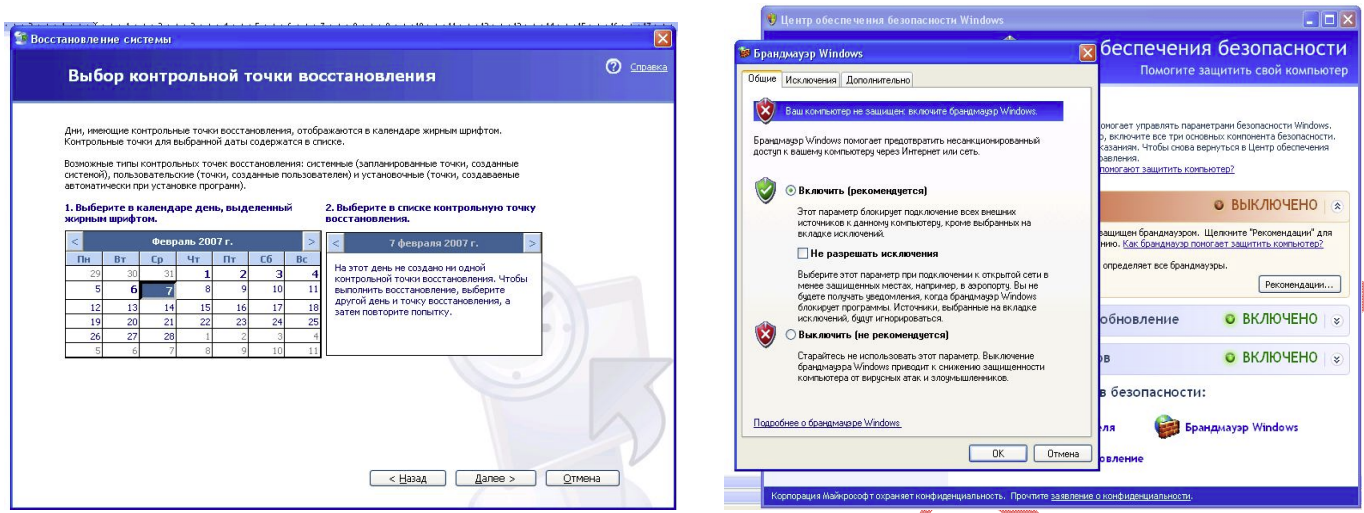 Восстановление системы
Выбор контрольной точки восстановления
Справка
Дни, имеющие контрольные точки восстановления, отображаются в календаре жирным шрифтом.
Контрольные точки для выбранной даты содержатся в списке.
Возможные типы контрольных точек восстановления: системные (запланированные точки, созданные
системой), пользовательские (точки, созданные пользователем) и установочные (точки, создаваемые
автоматически при установке программ).
1. Выберите в календаре день, выделенный
жирным шрифтом.
< Февраль 2007 г. >
Пн Вт Ср Чт Пт Сб Вс
29 30 31 1 2 3 4
5 6 7 8 9 10 11
12 13 14 15 16 17 18
19 20 21 22 23 24 25
26 27 28 1 2 3 4
5 6 7 8 9 10 11
2. Выберите в списке контрольную точку
восстановления.
< 7 февраля 2007 г. >
На этот день не создано ни одной
контрольной точки восстановления. Чтобы
выполнить восстановление, выберите
другой день и точку восстановления, а
затем повторите попытку.
< Назад
Далее >
Отмена
Центр обеспечения безопасности Windows
беспечения безопасности
Помогите защитить свой компьютер
Брандмауэр Windows
Общие Исключения Дополнительно
Ваш компьютер не защищен: включите брандмауэр Windows.
Брандмауэр Windows помогает предотвратить несанкционированный
доступ к вашему компьютеру через Интернет или сеть.
Включить (рекомендуется)
Этот параметр блокирует подключение всех внешних
источников к данному компьютеру, кроме выбранных на
вкладке исключений.
Не разрешать исключения
Выберите этот параметр при подключении к открытой сети в
менее защищенных местах, например, в аэропорту. Вы не
будете получать уведомления, когда брандмауэр Windows
блокирует программы. Источники, выбранные на вкладке
исключений, будут игнорироваться.
Выключить (не рекомендуется)
Старайтесь не использовать этот параметр. Выключение
брандмауэра Windows приводит к снижению защищенности
компьютера от вирусных атак и злоумышленников.
Подробнее о брандмауэре Windows
ОК
Отмена
омогает управлять параметрами безопасности Windows.
о, включите все три основных компонента безопасности.
казаниям. Чтобы снова вернуться в Центр обеспечения
равления.
помогают защитить компьютер?
ВЫКЛЮЧЕНО
защищен брандмауэром. Щелкните "Рекомендации" для
нию. Как брандмауэр помогает защитить компьютер?
определяет все брандмауэры.
Рекомендации...
обновление ВКЛЮЧЕНО
ов ВКЛЮЧЕНО
в безопасности:
еля
Брандмауэр Windows
овление
Корпорация Майкрософт охраняет конфиденциальность. Прочтите заявление о конфиденциальности.